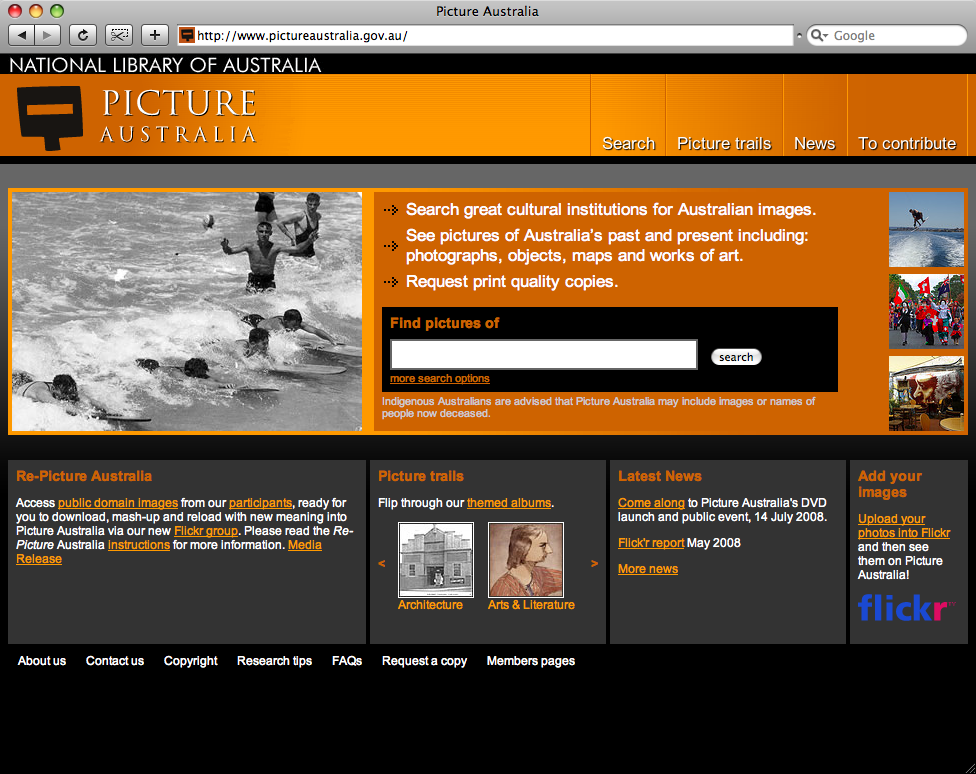 Picture Australia
http://www.pictureaustralia.gov.au/
Google
NATIONAL LIBRARY OF AUSTRALIA
PICTURE
AUSTRALIA
Search
Picture trails
News
To contribute
Search great cultural institutions for Australian images.
See pictures of Australia's past and present including:
photographs, objects, maps and works of art.
Request print quality copies.
Find pictures of
search
more search options
Indigenous Australians are advised that Picture Australia may include images or names of
people now deceased.
Re-Picture Australia
Access public domain images from our participants, ready for
you to download, mash-up and reload with new meaning into
Picture Australia via our new Flickr group. Please read the Re-
Picture Australia instructions for more information. Media
Release
Picture trails
Flip through our themed albums.
<
>
Architecture
Arts & Literature
Latest News
Come along to Picture Australia's DVD
launch and public event, 14 July 2008.
Flick'r report May 2008
More news
Add your
images
Upload your
photos into Flickr
and then see
them on Picture
Australia!
flickr
About us
Contact us
Copyright
Research tips
FAQs
Request a copy
Members pages